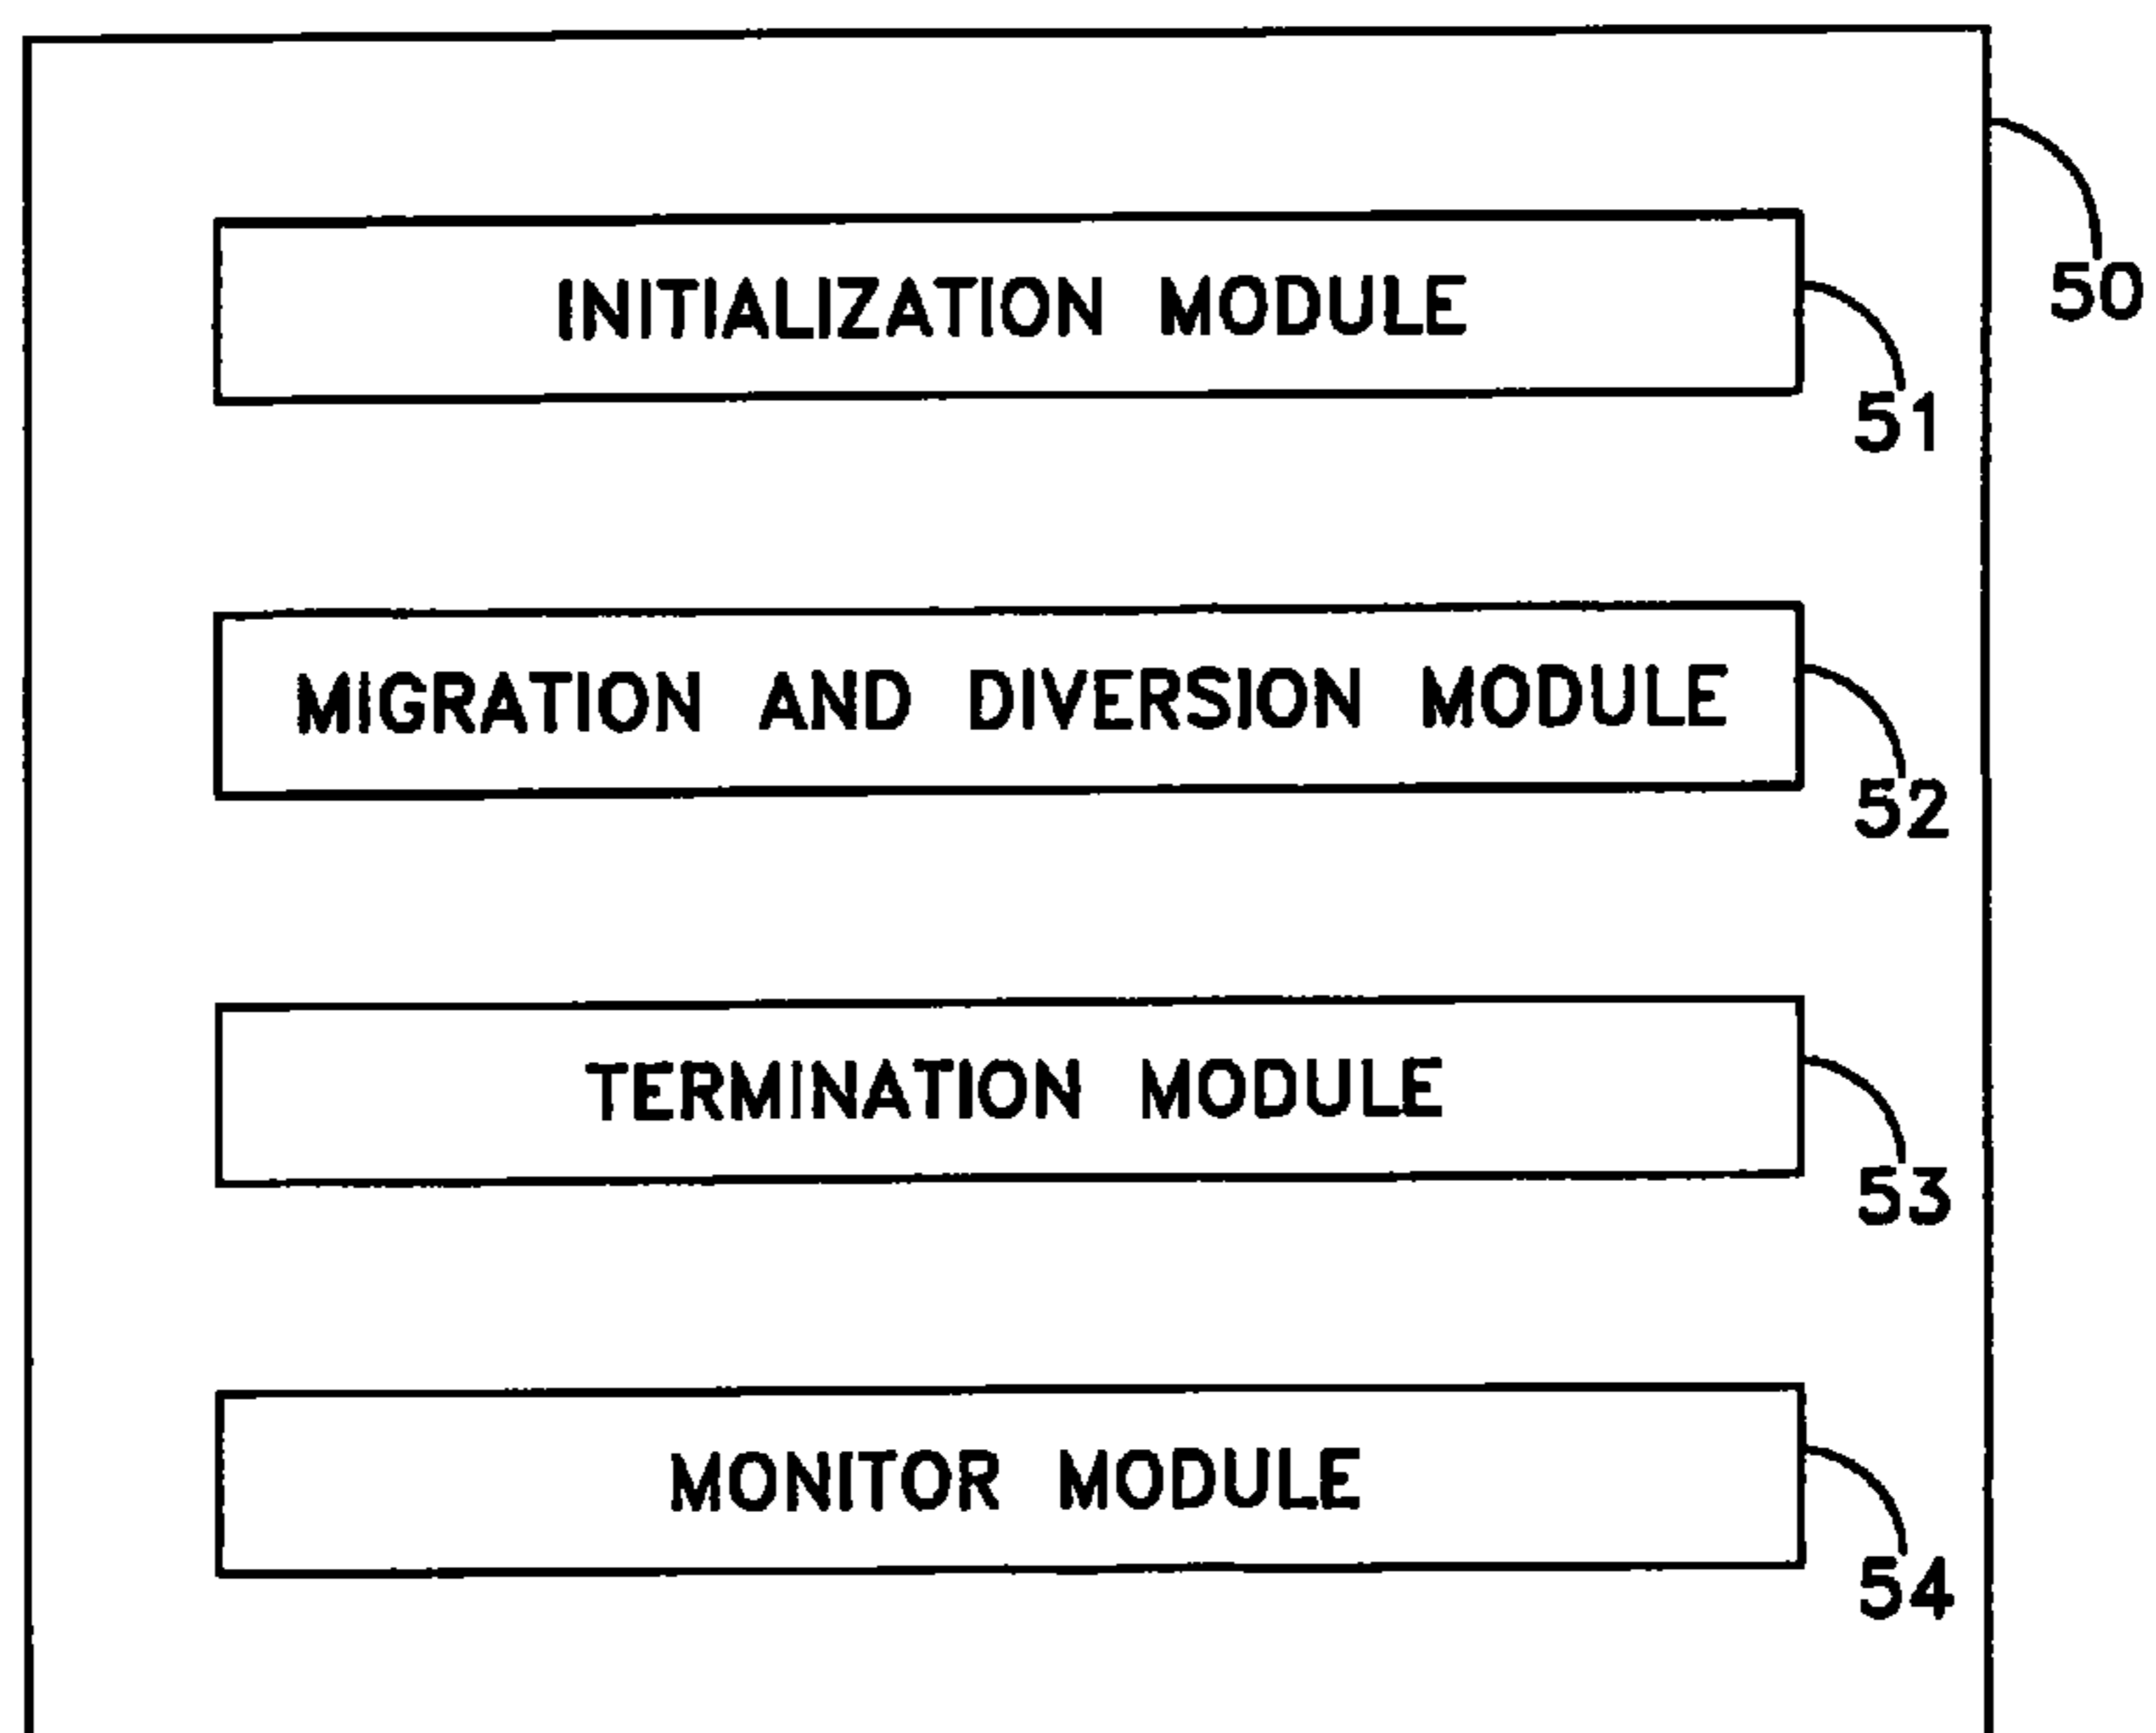 50
INITIALIZATION MODULE
51
MIGRATION AND DIVERSION MODULE
52
TERMINATION MODULE
53
MONITOR MODULE
54